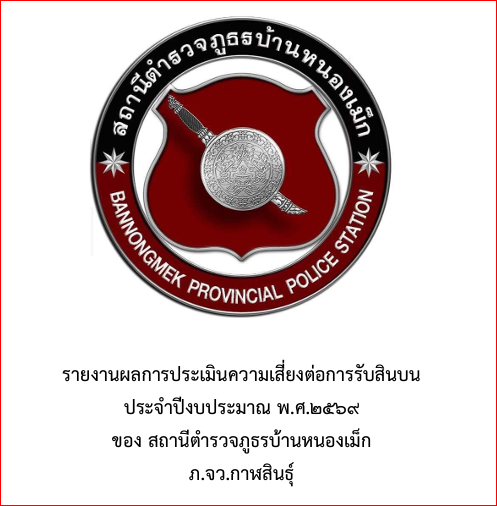 สถานีตำรวจภูธรบ้านหนองเม็ก
BANNONGMEK PROVINCIAL POLICE STATION
รายงานผลการประเมินความเสี่ยงต่อการรับสินบน
ประจำปีงบประมาณ พ.ศ.๒๕๖๙
ของ สถานีตำรวจภูธรบ้านหนองเม็ก
ภ.จว.กาฬสินธุ์